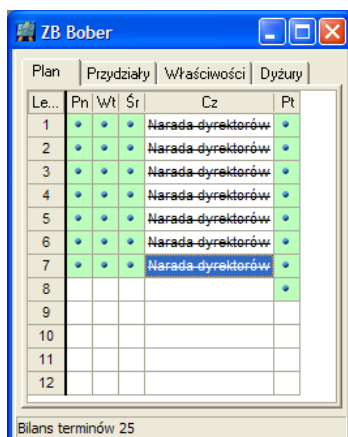 ZB Bober
Plan Przydziały Właściwości Dyżury
Le... Pn Wt Śr Cz Pt
1 Narada dyrektorów
2 Narada dyrektorów
3 Narada dyrektorów
4 Narada dyrektorów
5 Narada dyrektorów
6 Narada dyrektorów
7 Narada dyrektorów
8
9
10
11
12
Bilans terminów 25